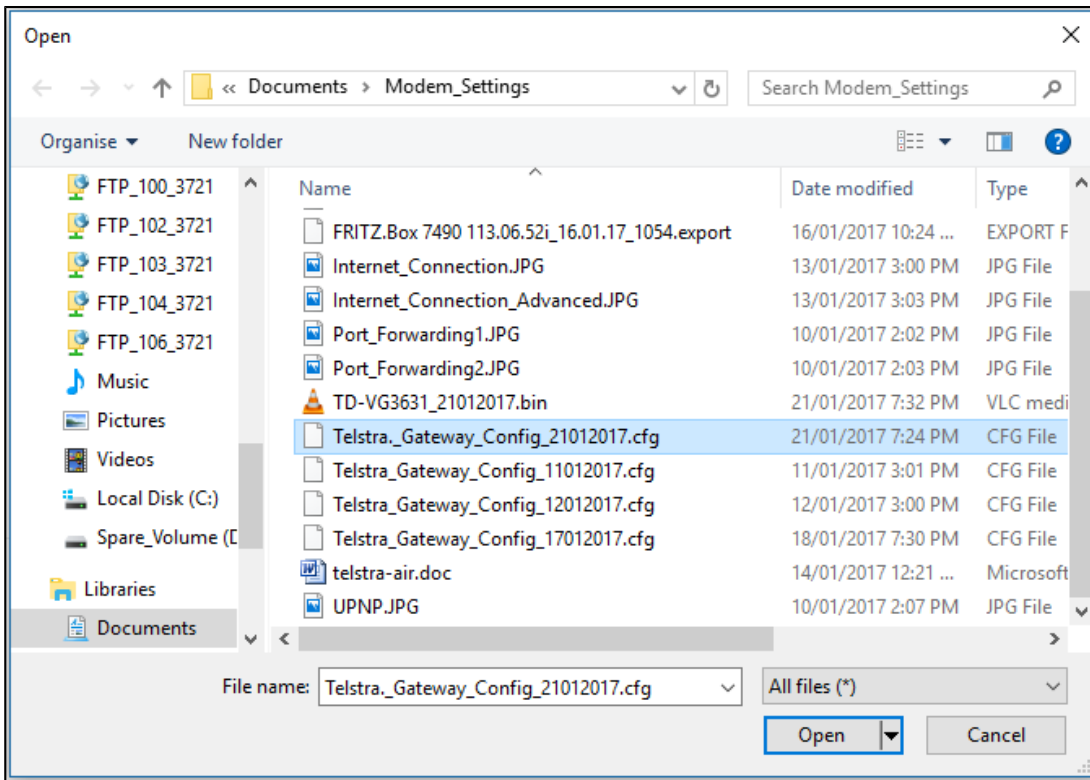 Open
« Documents > Modem_Settings
Search Modem_Settings
Organise
New folder
Name
Date modified
Type
FTP_100_3721
FTP_102_3721
FTP_103_3721
FTP_104_3721
FTP_106_3721
Music
Pictures
Videos
Local Disk (C:)
Spare_Volume (D
Libraries
Documents
FRITZ.Box 7490 113.06.52i_16.01.17_1054.export 16/01/2017 10:24 ... EXPORT F
Internet_Connection.JPG 13/01/2017 3:00 PM JPG File
Internet_Connection_Advanced.JPG 13/01/2017 3:03 PM JPG File
Port_Forwarding1.JPG 10/01/2017 2:02 PM JPG File
Port_Forwarding2.JPG 10/01/2017 2:03 PM JPG File
TD-VG3631_21012017.bin 21/01/2017 7:32 PM VLC medi
Telstra._Gateway_Config_21012017.cfg 21/01/2017 7:24 PM CFG File
Telstra_Gateway_Config_11012017.cfg 11/01/2017 3:01 PM CFG File
Telstra_Gateway_Config_12012017.cfg 12/01/2017 3:00 PM CFG File
Telstra_Gateway_Config_17012017.cfg 18/01/2017 7:30 PM CFG File
telstra-air.doc 14/01/2017 12:21 ... Microsoft
UPNP.JPG 10/01/2017 2:07 PM JPG File
File name: Telstra._Gateway_Config_21012017.cfg
All files (*)
Open
Cancel